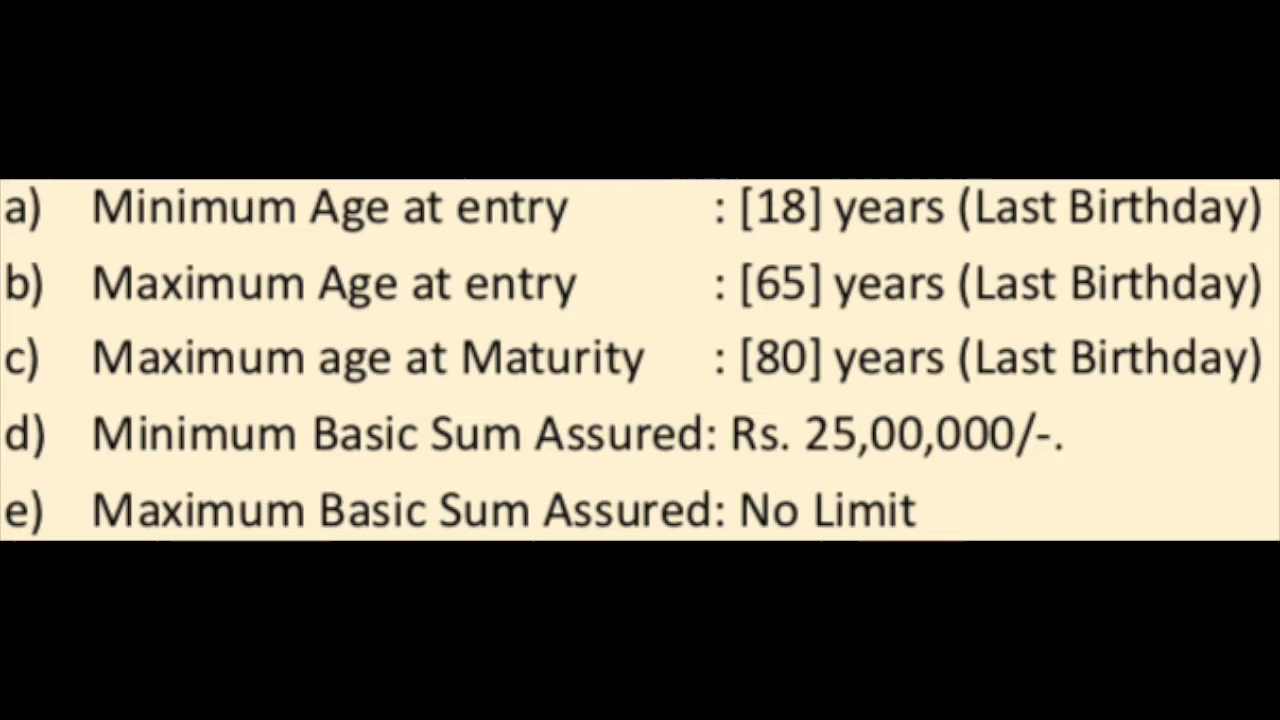 a) Minimum Age at entry : [18] years (Last Birthday)
b) Maximum Age at entry : [65] years (Last Birthday)
c) Maximum age at Maturity : [80] years (Last Birthday)
d) Minimum Basic Sum Assured: Rs. 25,00,000/-.
e) Maximum Basic Sum Assured: No Limit